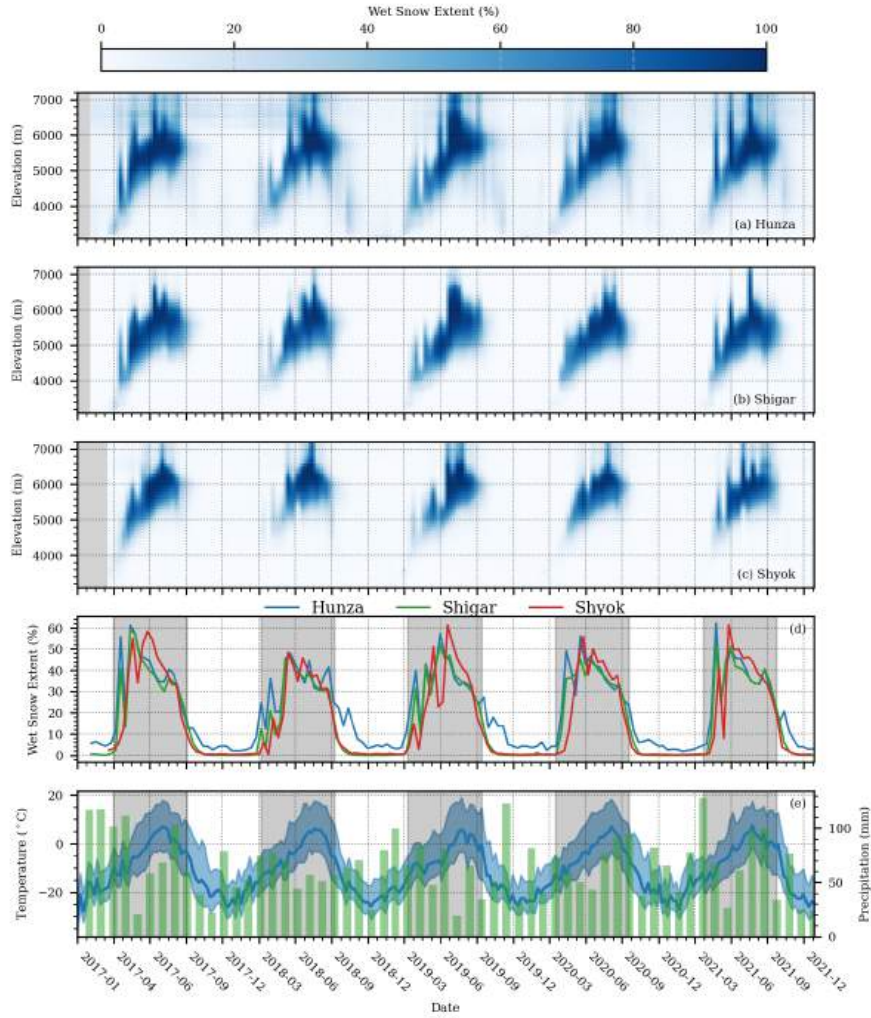 Wet Snow Extent (%)
0 20 40 60 80 100
7000
6000
5000
4000
Elevation (m)
(a) Hunza
7000
6000
5000
4000
Elevation (m)
(b) Shigar
7000
6000
5000
4000
Elevation (m)
(c) Shyok
Hunza Shigar Shyok
60
50
40
30
20
10
0
Wet Snow Extent (%)
(d)
20
0
−20
Temperature (°C)
(e)
100
50
0
Precipitation (mm)
2017-01 2017-04 2017-06 2017-09 2017-12 2018-03 2018-06 2018-09 2018-12 2019-03 2019-06 2019-09 2019-12 2020-03 2020-06 2020-09 2020-12 2021-03 2021-06 2021-09 2021-12
Date